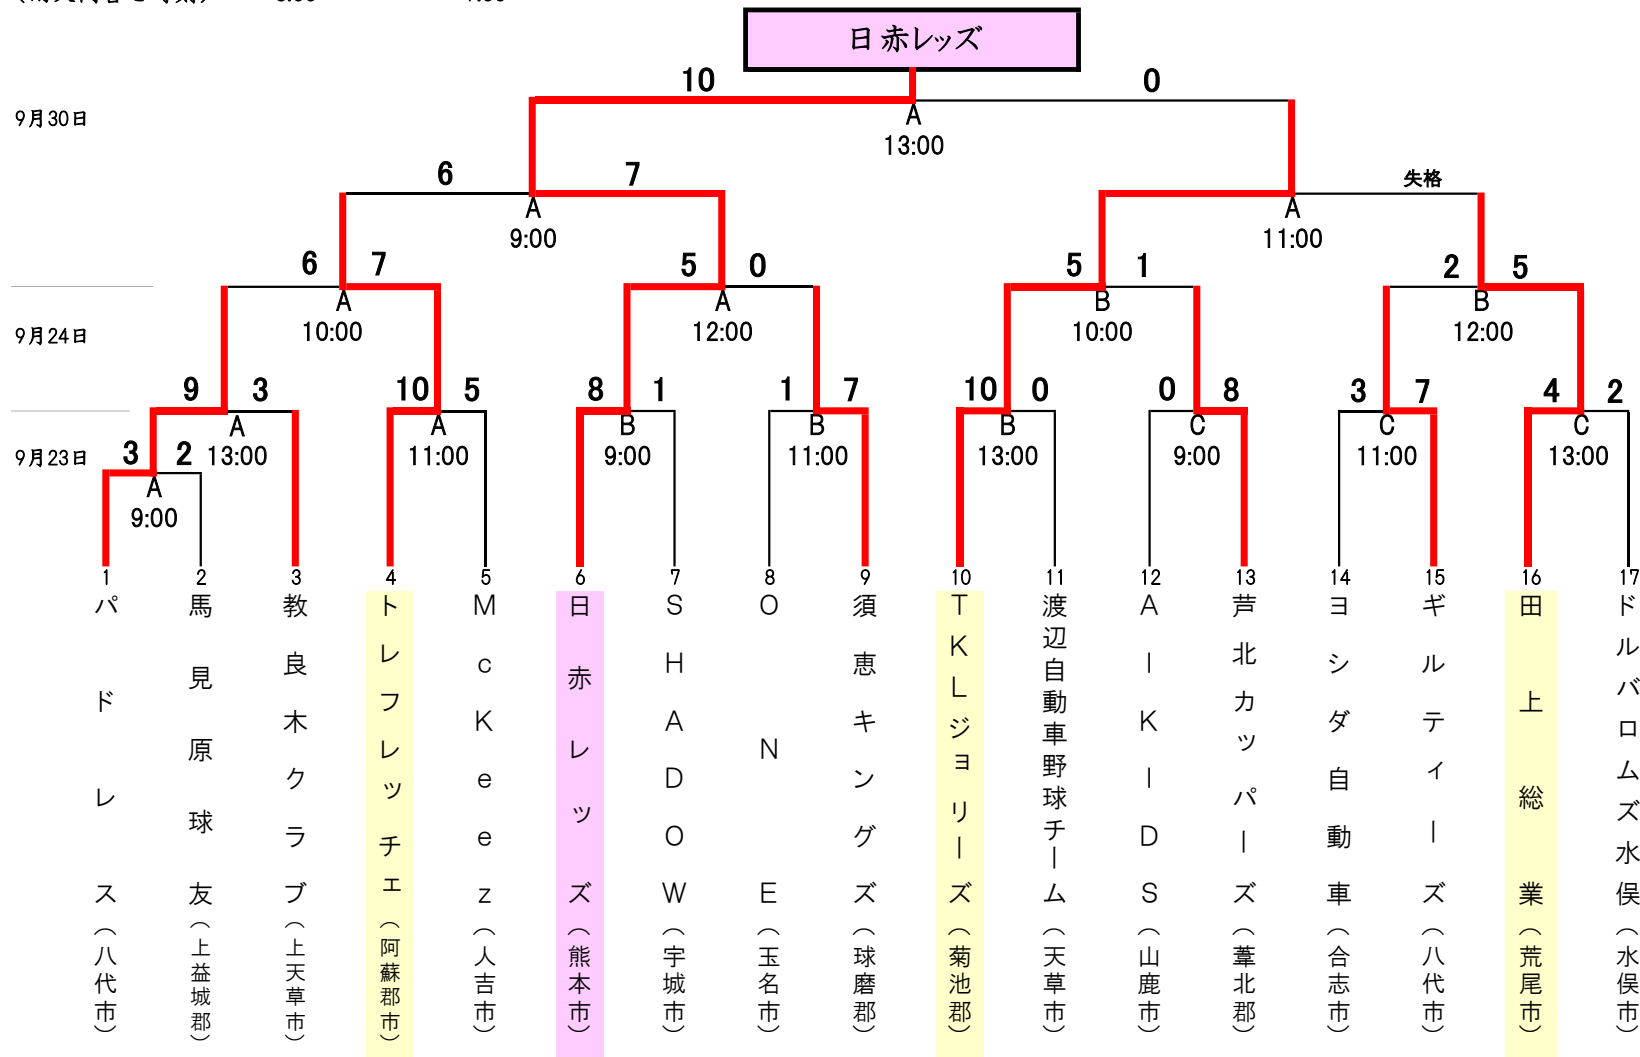 日赤レッズ
10 0
9月30日
A
13:00
6 7 失格
A A
9:00 11:00
6 7 5 0 5 1 2 5
A A B B
9月24日 10:00 12:00 10:00 12:00
9 3 10 5 8 1 1 7 10 0 0 8 3 7 4 2
A A B B B C C C
9月23日 3 2 13:00 11:00 9:00 11:00 13:00 9:00 11:00 13:00
A
9:00
1 パドレス(八代市)
2 馬見原球友(上益城郡)
3 教良木クラブ(上天草市)
4 トレフレッチェ(阿蘇郡市)
5 McKeez(人吉市)
6 日赤レッズ(熊本市)
7 SHADOW(宇城市)
8 ONE(玉名市)
9 須恵キングズ(球磨郡)
10 TKLジョリーズ(菊池郡)
11 渡辺自動車野球チーム(天草市)
12 AIKIDS(山鹿市)
13 芦北カッパーズ(葦北郡)
14 ヨシダ自動車(合志市)
15 ギルティーズ(八代市)
16 田上総業(荒尾市)
17 ドルバロムズ水俣(水俣市)